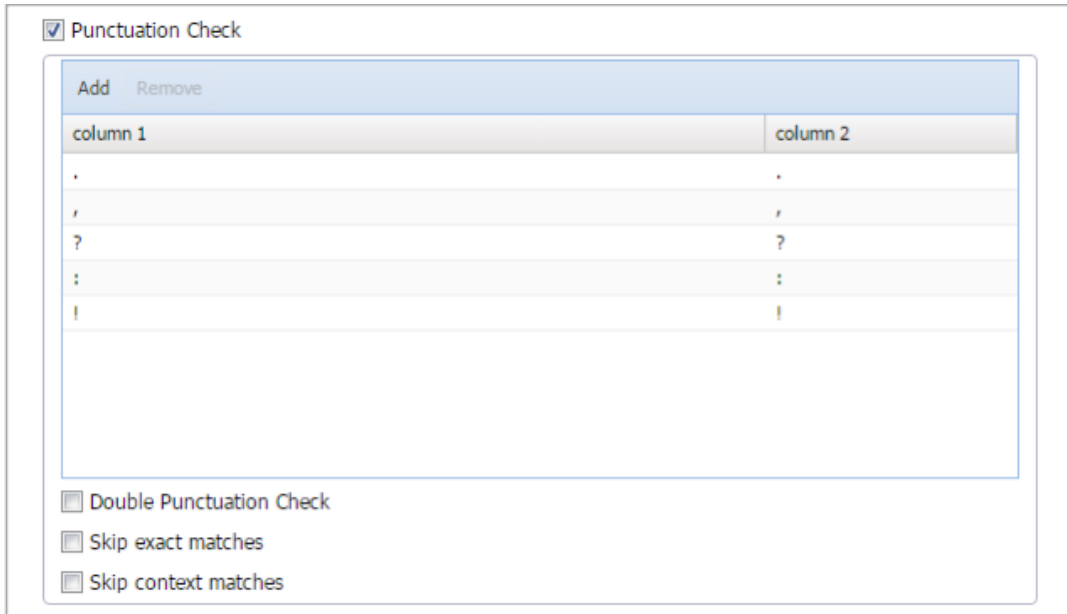 Punctuation Check
Add Remove
column 1 column 2
. .
, ,
? ?
: :
! !
Double Punctuation Check
Skip exact matches
Skip context matches